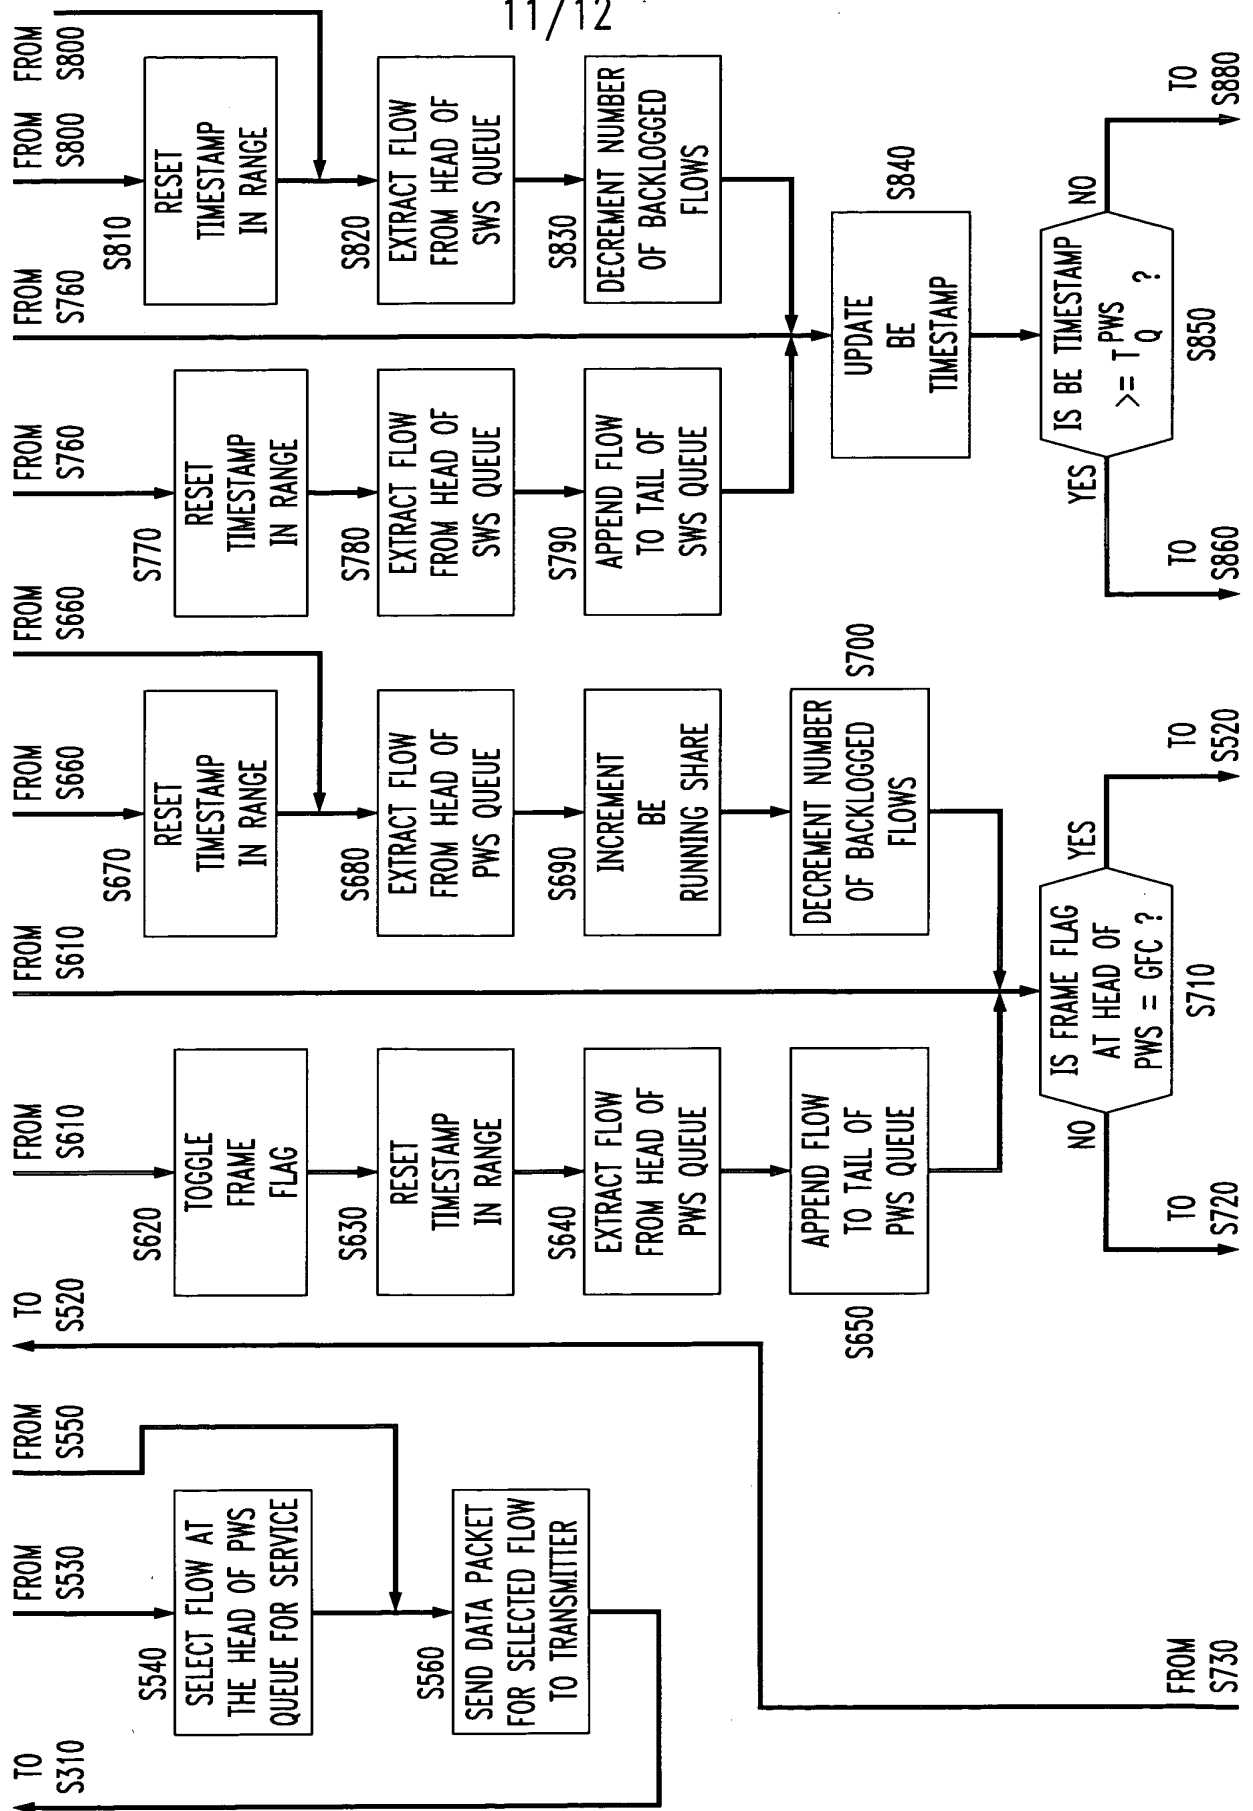 11/12
TO
S310
FROM
S530
FROM
S550
TO
S520
FROM
S610
FROM
S610
FROM
S660
FROM
S660
FROM
S760
FROM
S760
FROM
S800
FROM
S800
S540
SELECT FLOW AT
THE HEAD OF PWS
QUEUE FOR SERVICE
S560
SEND DATA PACKET
FOR SELECTED FLOW
TO TRANSMITTER
FROM
S730
S620
TOGGLE
FRAME
FLAG
S630
RESET
TIMESTAMP
IN RANGE
S640
EXTRACT FLOW
FROM HEAD OF
PWS QUEUE
S650
APPEND FLOW
TO TAIL OF
PWS QUEUE
S670
RESET
TIMESTAMP
IN RANGE
S680
EXTRACT FLOW
FROM HEAD OF
PWS QUEUE
S690
INCREMENT
BE
RUNNING SHARE
S700
DECREMENT NUMBER
OF BACKLOGGED
FLOWS
IS FRAME FLAG
AT HEAD OF
PWS = GFC ?
S710
NO
YES
TO
S720
TO
S520
S770
RESET
TIMESTAMP
IN RANGE
S780
EXTRACT FLOW
FROM HEAD OF
SWS QUEUE
S790
APPEND FLOW
TO TAIL OF
SWS QUEUE
S810
RESET
TIMESTAMP
IN RANGE
S820
EXTRACT FLOW
FROM HEAD OF
SWS QUEUE
S830
DECREMENT NUMBER
OF BACKLOGGED
FLOWS
UPDATE
BE
TIMESTAMP
S840
IS BE TIMESTAMP
>= T PWS Q ?
S850
YES
NO
TO
S860
TO
S880